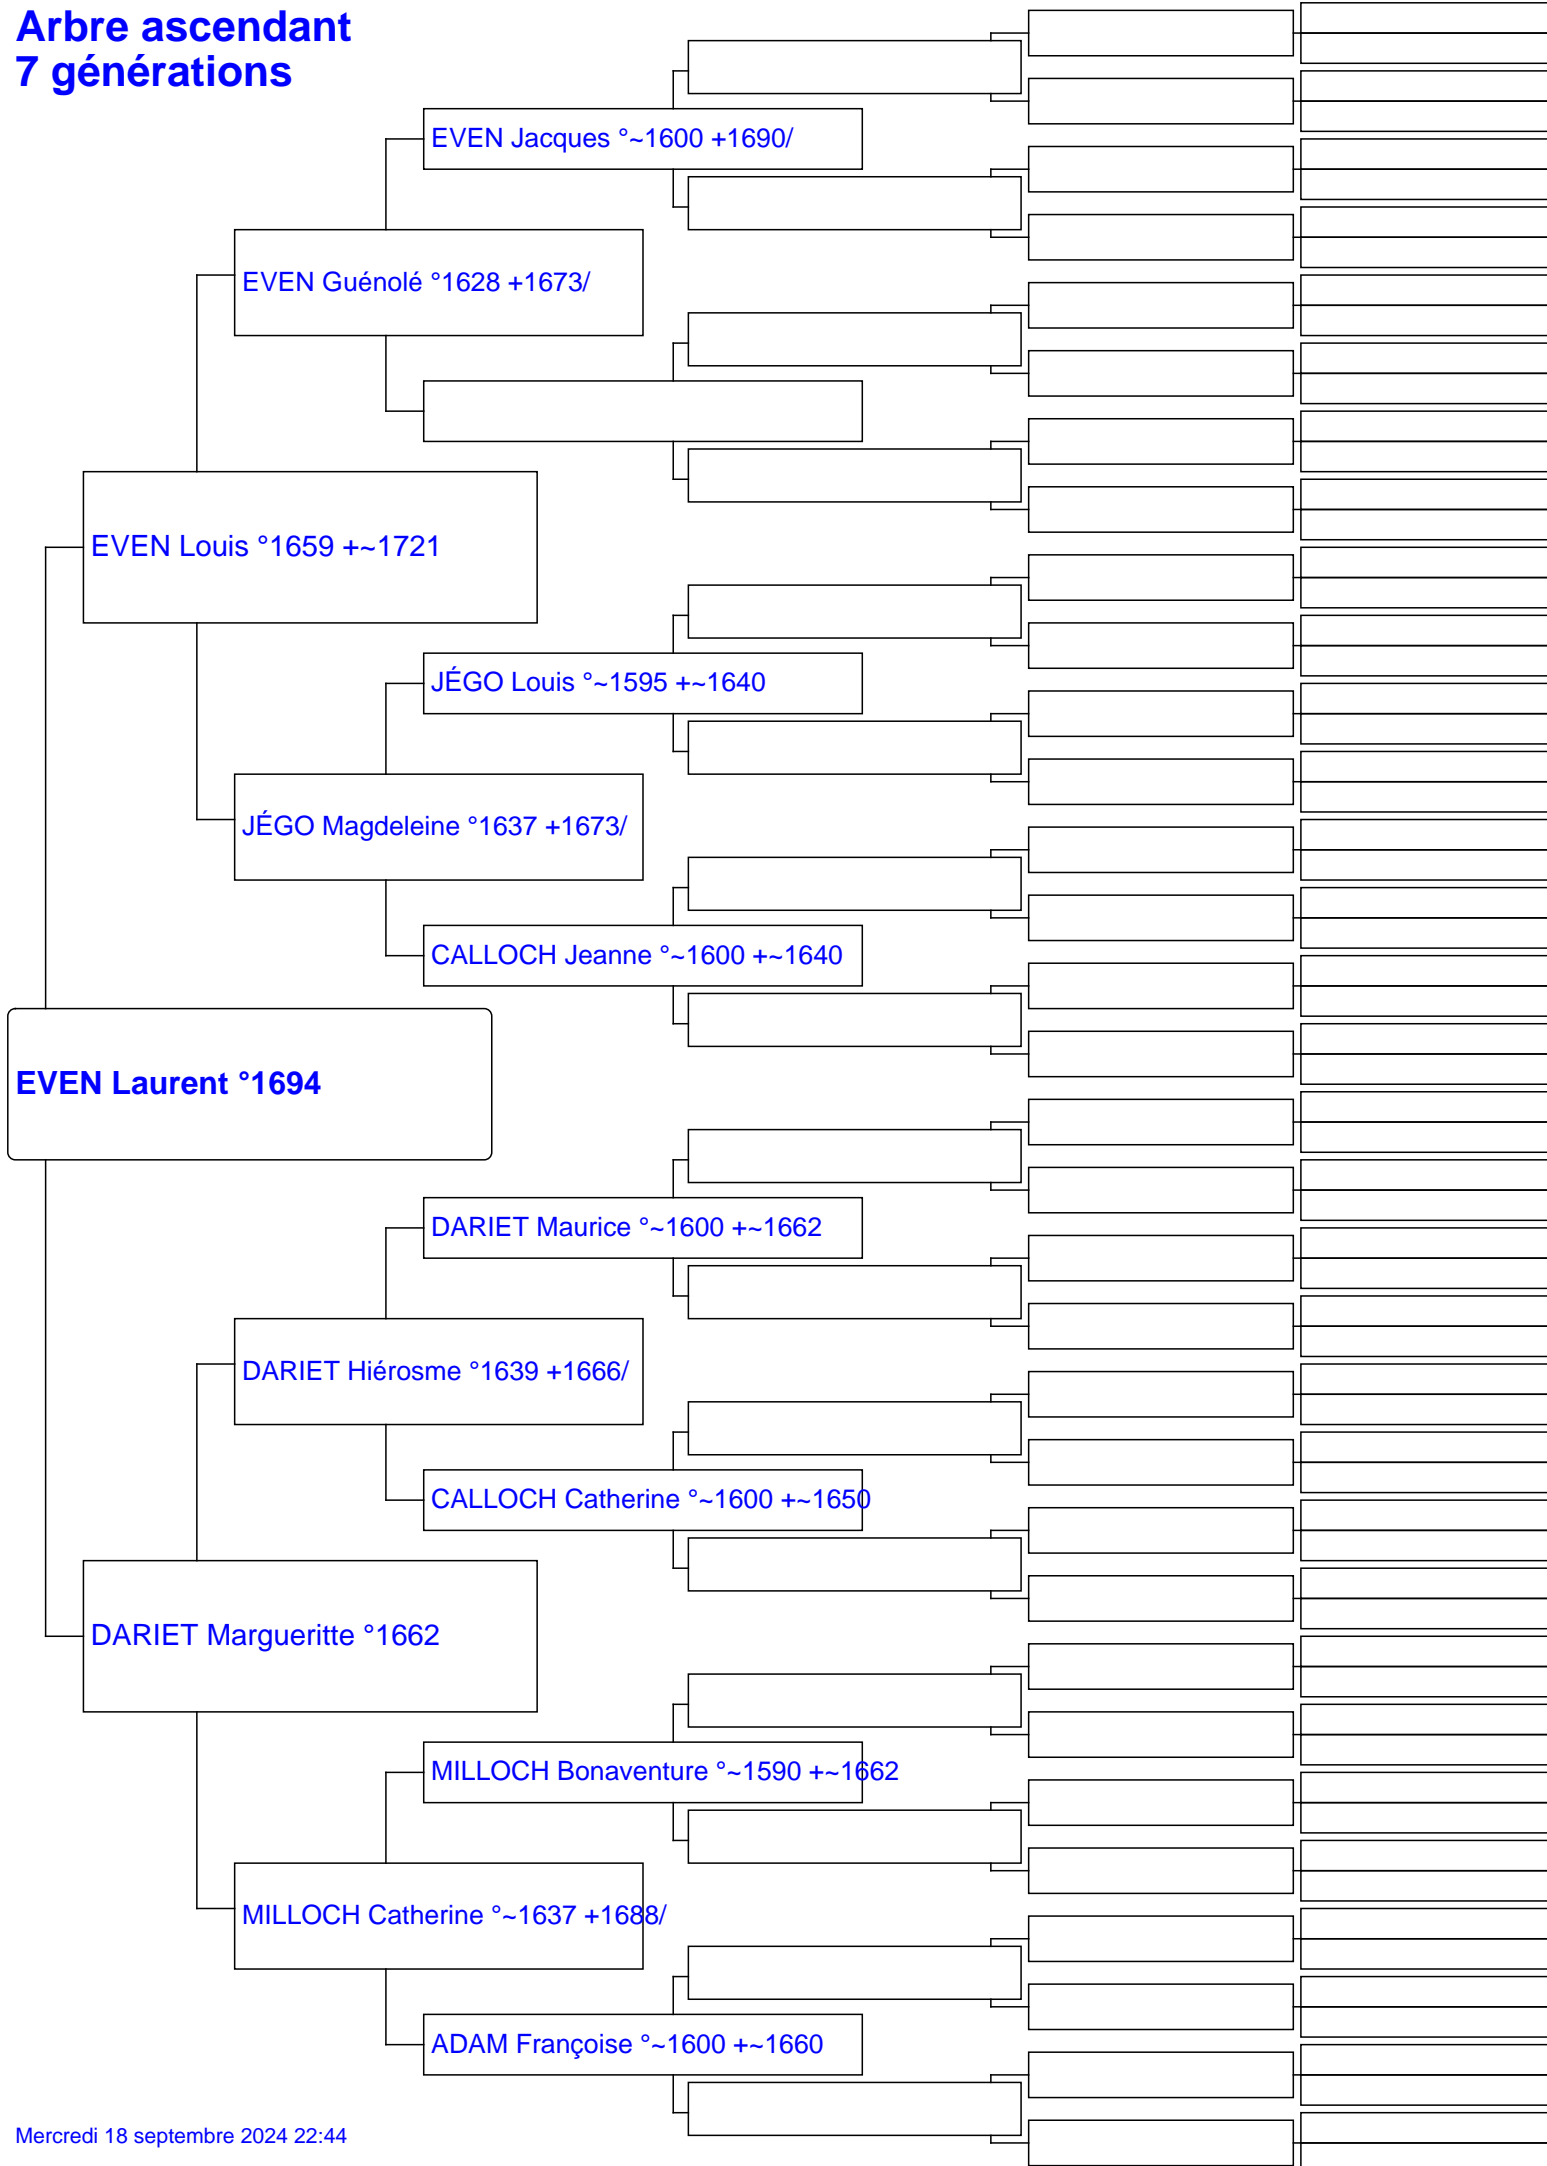 Arbre ascendant
7 générations
EVEN Jacques °~1600 +1690/
EVEN Guénolé °1628 +1673/
EVEN Louis °1659 +~1721
JÉGO Louis °~1595 +~1640
JÉGO Magdeleine °1637 +1673/
CALLOCH Jeanne °~1600 +~1640
EVEN Laurent °1694
DARIET Maurice °~1600 +~1662
DARIET Hiérosme °1639 +1666/
CALLOCH Catherine °~1600 +~1650
DARIET Margueritte °1662
MILLOCH Bonaventure °~1590 +~1662
MILLOCH Catherine °~1637 +1688/
ADAM Françoise °~1600 +~1660
Mercredi 18 septembre 2024 22:44